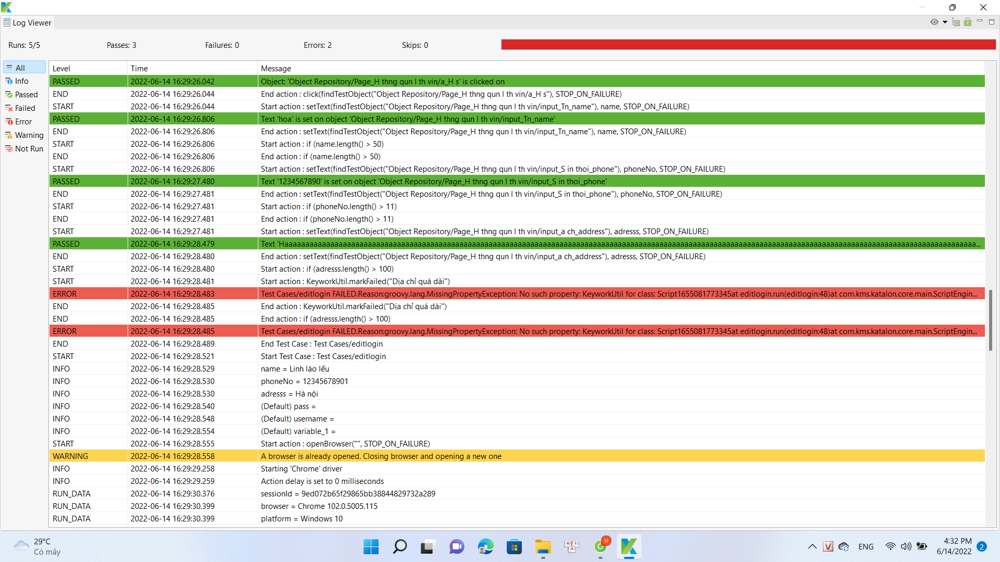 Log Viewer
Runs: 5/5 Passes: 3 Failures: 0 Errors: 2 Skips: 0
All
Info
Passed
Failed
Error
Warning
Not Run
Level Time Message
PASSED 2022-06-14 16:29:26.042 Object: 'Object Repository/Page_H thng qun l th vin/a_H s' is clicked on
END 2022-06-14 16:29:26.044 End action : click(findTestObject("Object Repository/Page_H thng qun l th vin/a_H s"), STOP_ON_FAILURE)
START 2022-06-14 16:29:26.044 Start action : setText(findTestObject("Object Repository/Page_H thng qun l th vin/input_Tn_name"), name, STOP_ON_FAILURE)
PASSED 2022-06-14 16:29:26.806 Text 'hoa' is set on object 'Object Repository/Page_H thng qun l th vin/input_Tn_name'
END 2022-06-14 16:29:26.806 End action : setText(findTestObject("Object Repository/Page_H thng qun l th vin/input_Tn_name"), name, STOP_ON_FAILURE)
START 2022-06-14 16:29:26.806 Start action : if (name.length() > 50)
END 2022-06-14 16:29:26.806 End action : if (name.length() > 50)
START 2022-06-14 16:29:26.806 Start action : setText(findTestObject("Object Repository/Page_H thng qun l th vin/input_S in thoi_phone"), phoneNo, STOP_ON_FAILURE)
PASSED 2022-06-14 16:29:27.480 Text '1234567890' is set on object 'Object Repository/Page_H thng qun l th vin/input_S in thoi_phone'
END 2022-06-14 16:29:27.481 End action : setText(findTestObject("Object Repository/Page_H thng qun l th vin/input_S in thoi_phone"), phoneNo, STOP_ON_FAILURE)
START 2022-06-14 16:29:27.481 Start action : if (phoneNo.length() > 11)
END 2022-06-14 16:29:27.481 End action : if (phoneNo.length() > 11)
START 2022-06-14 16:29:27.481 Start action : setText(findTestObject("Object Repository/Page_H thng qun l th vin/input_a ch_address"), adresss, STOP_ON_FAILURE)
PASSED 2022-06-14 16:29:28.479 Text
END 2022-06-14 16:29:28.480 End action : setText(findTestObject("Object Repository/Page_H thng qun l th vin/input_a ch_address"), adresss, STOP_ON_FAILURE)
START 2022-06-14 16:29:28.480 Start action : if (adresss.length() > 100)
START 2022-06-14 16:29:28.481 Start action : KeyworkUtil.markFailed("Dịa chỉ quá dài")
ERROR 2022-06-14 16:29:28.483 Test Cases/editlogin FAILED.Reason:groovy.lang.MissingPropertyException: No such property: KeyworkUtil for class: Script1655081773345at editlogin.run(editlogin:48)at com.kms.katalon.core.main.ScriptEngin...
END 2022-06-14 16:29:28.485 End action : KeyworkUtil.markFailed("Dịa chỉ quá dài")
END 2022-06-14 16:29:28.485 End action : if (adresss.length() > 100)
ERROR 2022-06-14 16:29:28.485 Test Cases/editlogin FAILED.Reason:groovy.lang.MissingPropertyException: No such property: KeyworkUtil for class: Script1655081773345at editlogin.run(editlogin:48)at com.kms.katalon.core.main.ScriptEngin...
END 2022-06-14 16:29:28.489 End Test Case : Test Cases/editlogin
START 2022-06-14 16:29:28.521 Start Test Case : Test Cases/editlogin
INFO 2022-06-14 16:29:28.529 name = Linh láo lếu
INFO 2022-06-14 16:29:28.530 phoneNo = 12345678901
INFO 2022-06-14 16:29:28.530 adresss = Hà nội
INFO 2022-06-14 16:29:28.540 (Default) pass =
INFO 2022-06-14 16:29:28.548 (Default) username =
INFO 2022-06-14 16:29:28.554 (Default) variable_1 =
START 2022-06-14 16:29:28.555 Start action : openBrowser("", STOP_ON_FAILURE)
WARNING 2022-06-14 16:29:28.558 A browser is already opened. Closing browser and opening a new one
INFO 2022-06-14 16:29:29.258 Starting 'Chrome' driver
INFO 2022-06-14 16:29:29.259 Action delay is set to 0 milliseconds
RUN_DATA 2022-06-14 16:29:30.376 sessionId = 9ed072b65f29865bb38844829732a289
RUN_DATA 2022-06-14 16:29:30.399 browser = Chrome 102.0.5005.115
RUN_DATA 2022-06-14 16:29:30.399 platform = Windows 10
29°C
Có mây
H
V
ENG
4:32 PM
6/14/2022
2